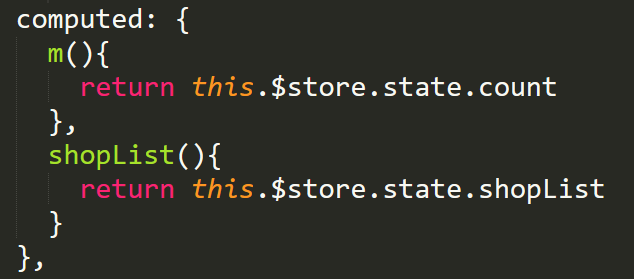 computed: {
  m(){
    return this.$store.state.count
  },
  shopList(){
    return this.$store.state.shopList
  }
},